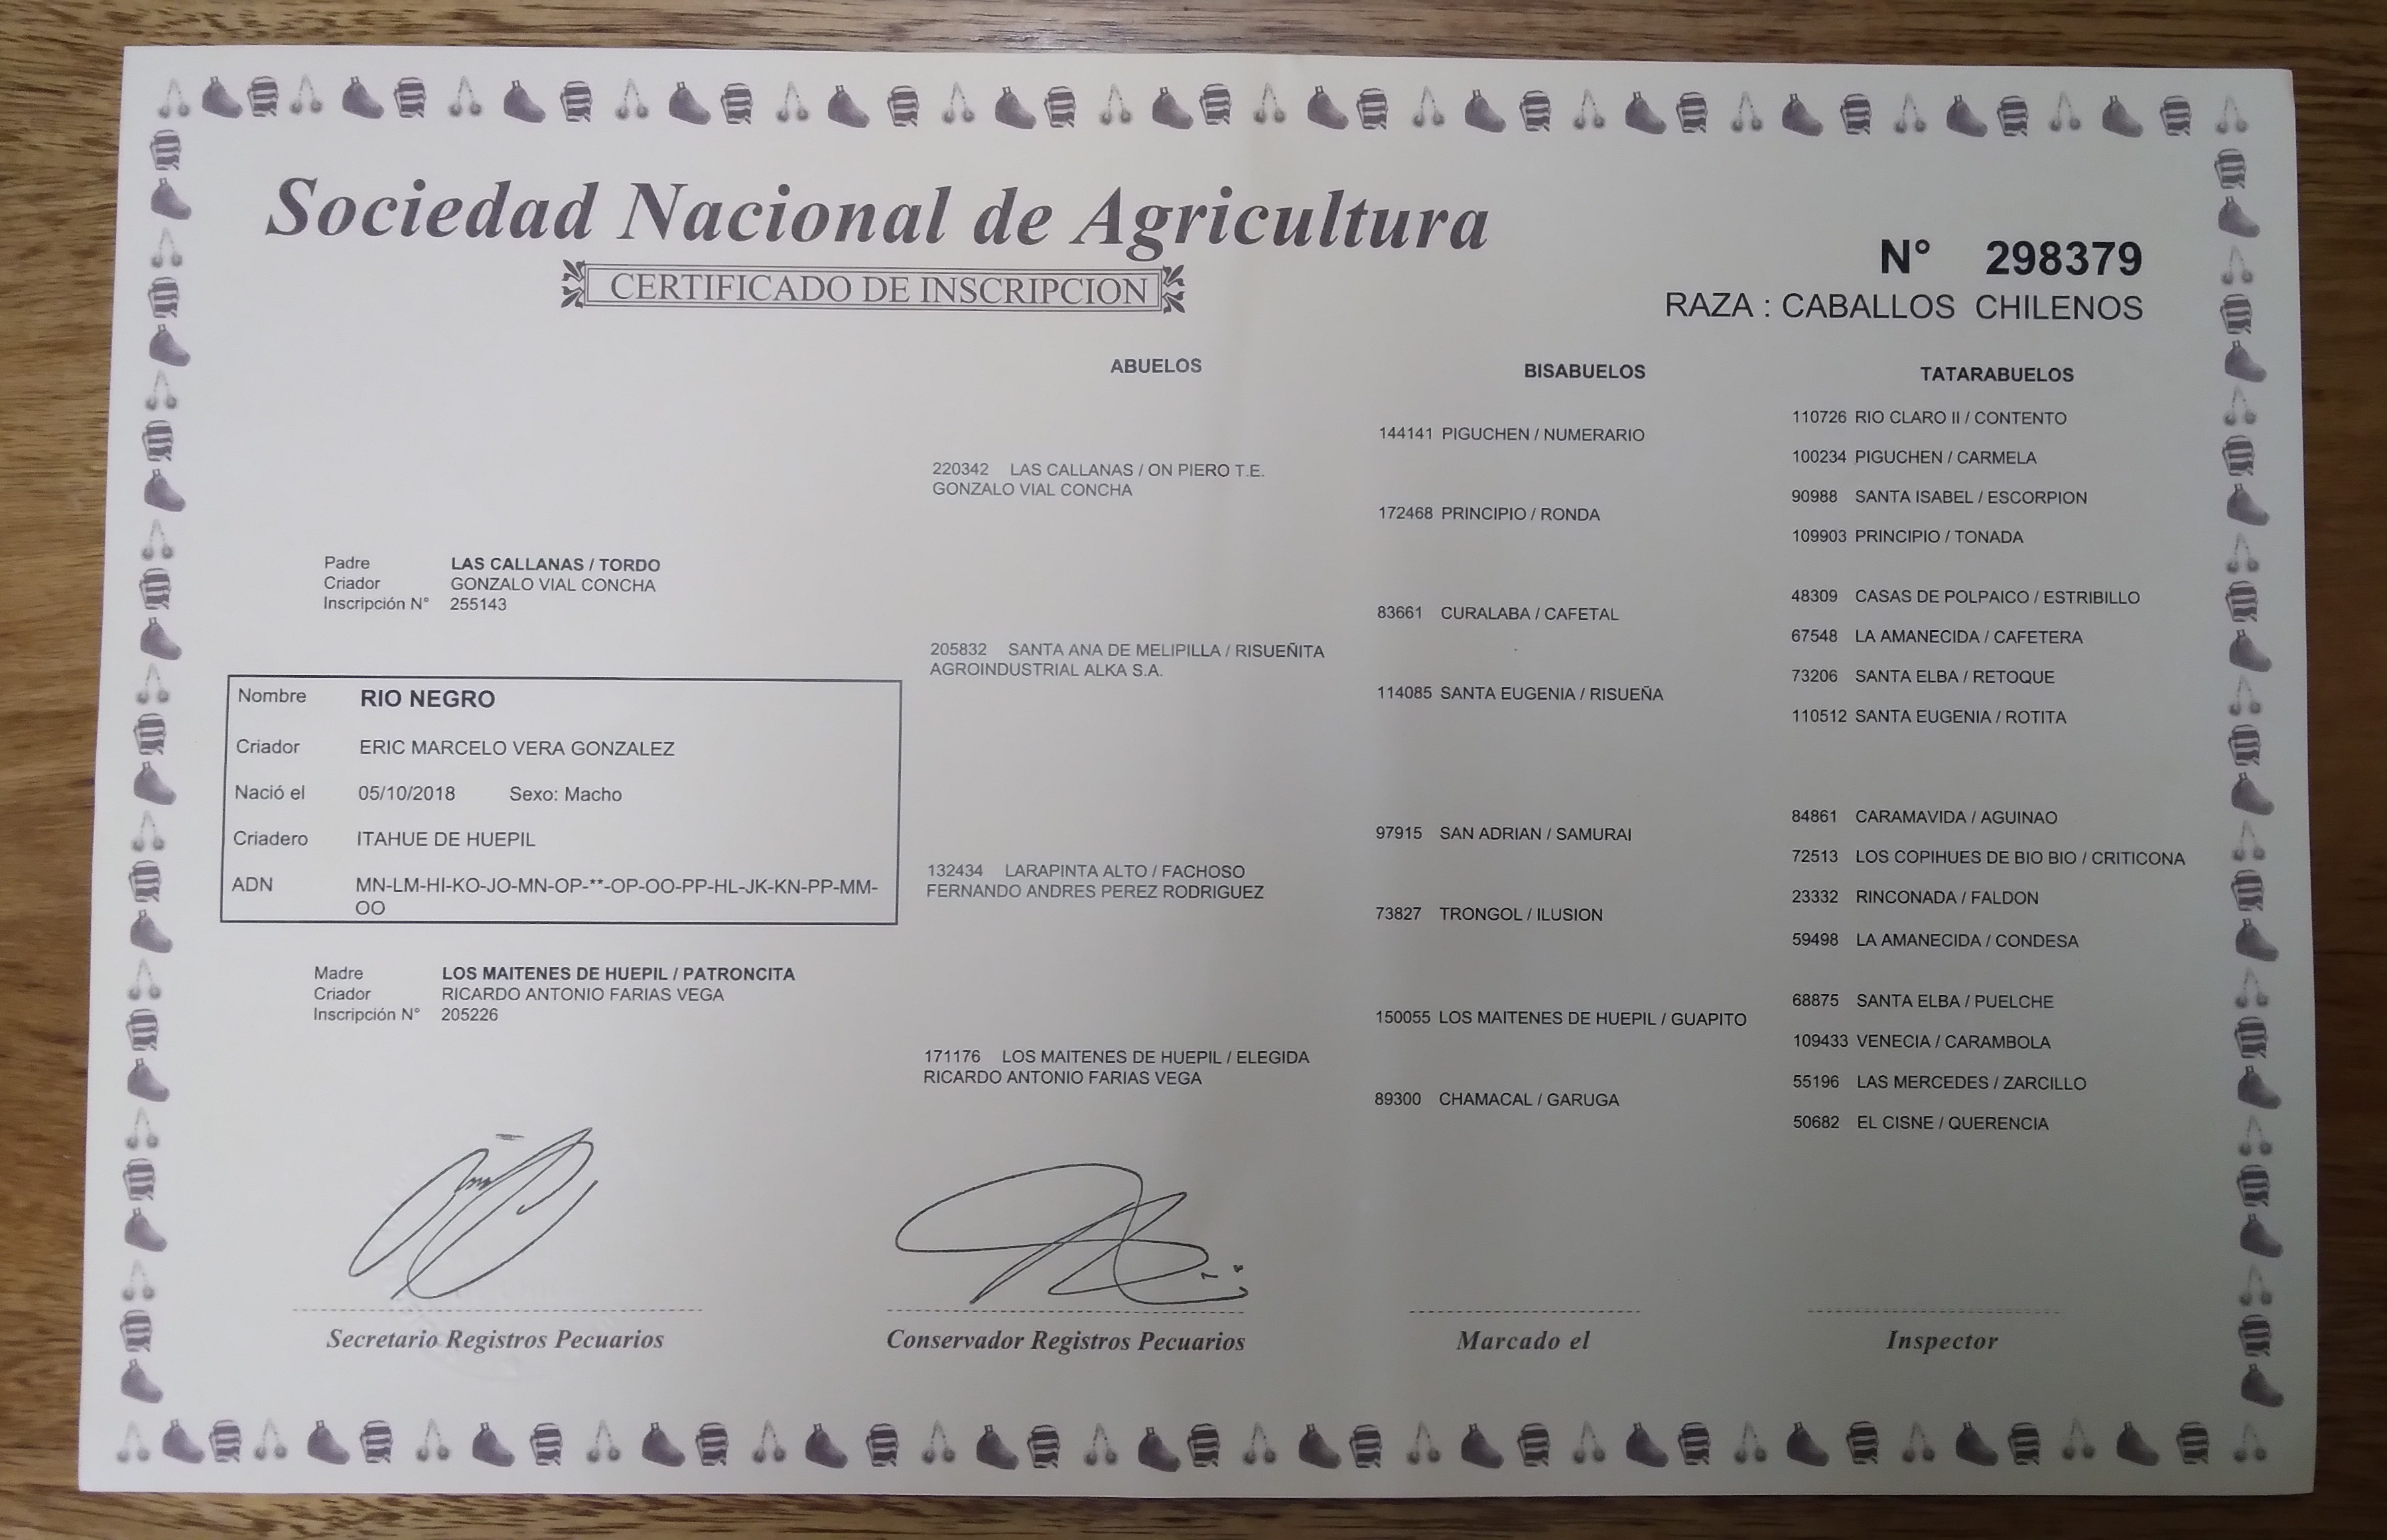 Sociedad Nacional de Agricultura
CERTIFICADO DE INSCRIPCION
N° 298379
RAZA : CABALLOS CHILENOS
Padre LAS CALLANAS / TORDO
Criador GONZALO VIAL CONCHA
Inscripción N° 255143
Nombre RIO NEGRO
Criador ERIC MARCELO VERA GONZALEZ
Nació el 05/10/2018 Sexo: Macho
Criadero ITAHUE DE HUEPIL
ADN MN-LM-HI-KO-JO-MN-OP-**-OP-OO-PP-HL-JK-KN-PP-MM-
OO
Madre LOS MAITENES DE HUEPIL / PATRONCITA
Criador RICARDO ANTONIO FARIAS VEGA
Inscripción N° 205226
ABUELOS
220342 LAS CALLANAS / ON PIERO T.E.
GONZALO VIAL CONCHA
205832 SANTA ANA DE MELIPILLA / RISUEÑITA
AGROINDUSTRIAL ALKA S.A.
132434 LARAPINTA ALTO / FACHOSO
FERNANDO ANDRES PEREZ RODRIGUEZ
171176 LOS MAITENES DE HUEPIL / ELEGIDA
RICARDO ANTONIO FARIAS VEGA
BISABUELOS
144141 PIGUCHEN / NUMERARIO
172468 PRINCIPIO / RONDA
83661 CURALABA / CAFETAL
114085 SANTA EUGENIA / RISUEÑA
97915 SAN ADRIAN / SAMURAI
73827 TRONGOL / ILUSION
150055 LOS MAITENES DE HUEPIL / GUAPITO
89300 CHAMACAL / GARUGA
TATARABUELOS
110726 RIO CLARO II / CONTENTO
100234 PIGUCHEN / CARMELA
90988 SANTA ISABEL / ESCORPION
109903 PRINCIPIO / TONADA
48309 CASAS DE POLPAICO / ESTRIBILLO
67548 LA AMANECIDA / CAFETERA
73206 SANTA ELBA / RETOQUE
110512 SANTA EUGENIA / ROTITA
84861 CARAMAVIDA / AGUINAO
72513 LOS COPIHUES DE BIO BIO / CRITICONA
23332 RINCONADA / FALDON
59498 LA AMANECIDA / CONDESA
68875 SANTA ELBA / PUELCHE
109433 VENECIA / CARAMBOLA
55196 LAS MERCEDES / ZARCILLO
50682 EL CISNE / QUERENCIA
Secretario Registros Pecuarios
Conservador Registros Pecuarios
Marcado el
Inspector